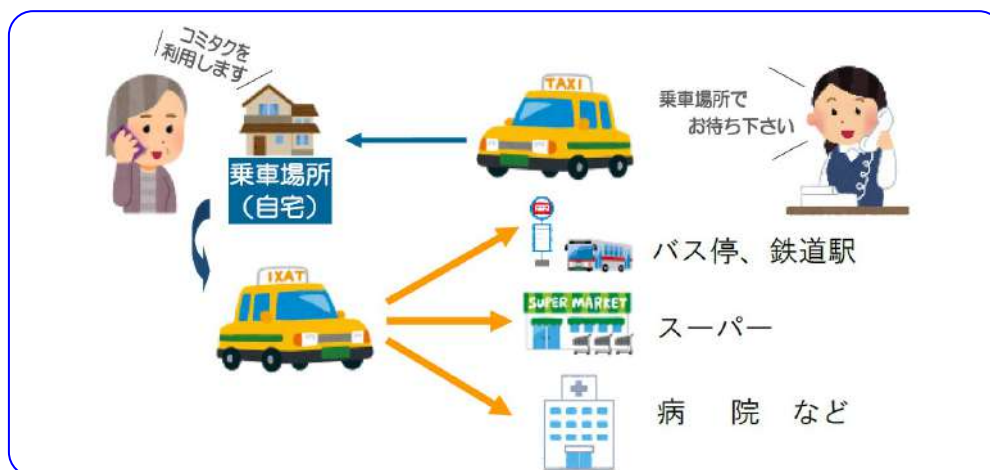 コミタクを
利用します
TAXI
乗車場所で
お待ち下さい
乗車場所
（自宅）
バス停、鉄道駅
IXAT
SUPER MARKET
スーパー
病 院 など